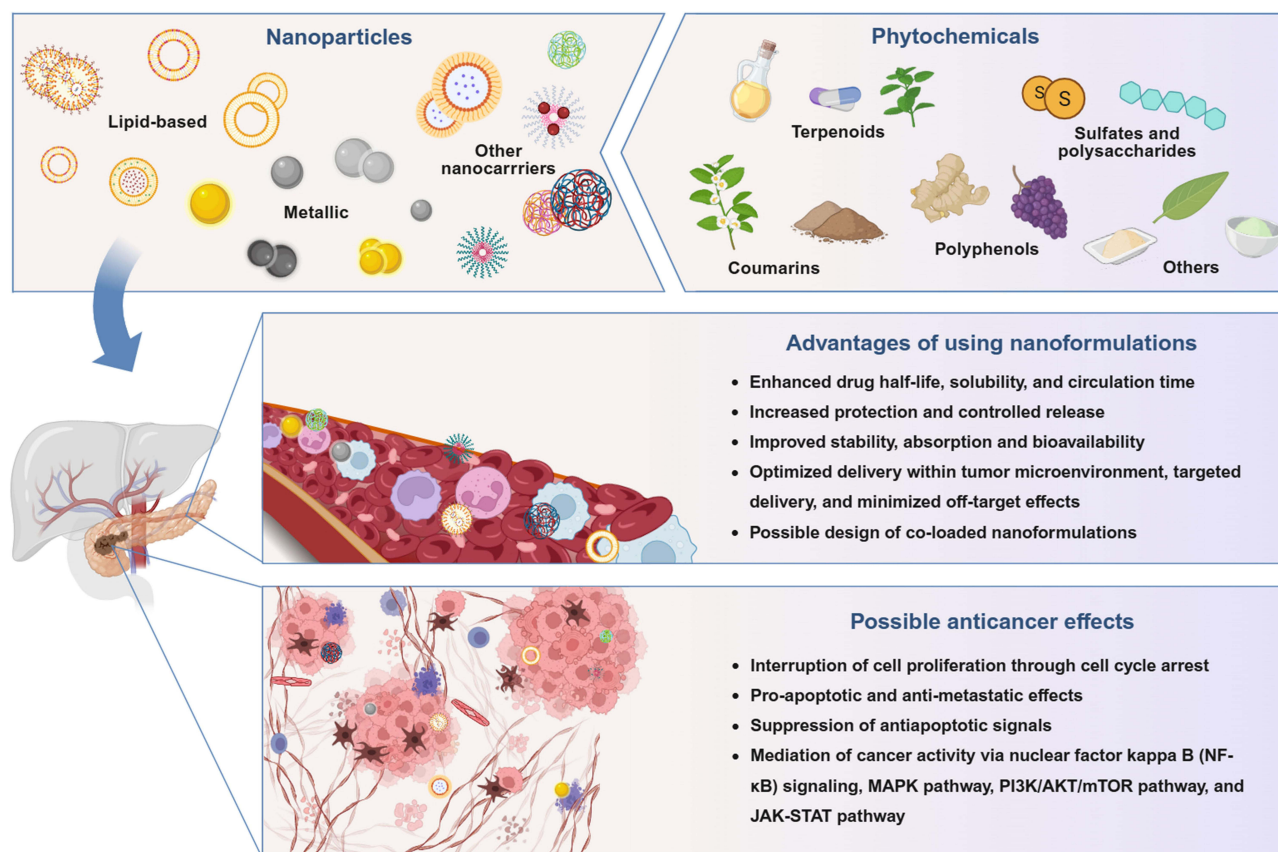 Nanoparticles
Lipid-based
Metallic
Other
nanocarrriers
Phytochemicals
Terpenoids
S
S
Sulfates and
polysaccharides
Coumarins
Polyphenols
Others
Advantages of using nanoformulations
• Enhanced drug half-life, solubility, and circulation time
• Increased protection and controlled release
• Improved stability, absorption and bioavailability
• Optimized delivery within tumor microenvironment, targeted
delivery, and minimized off-target effects
• Possible design of co-loaded nanoformulations
Possible anticancer effects
• Interruption of cell proliferation through cell cycle arrest
• Pro-apoptotic and anti-metastatic effects
• Suppression of antiapoptotic signals
• Mediation of cancer activity via nuclear factor kappa B (NF-
κB) signaling, MAPK pathway, PI3K/AKT/mTOR pathway, and
JAK-STAT pathway